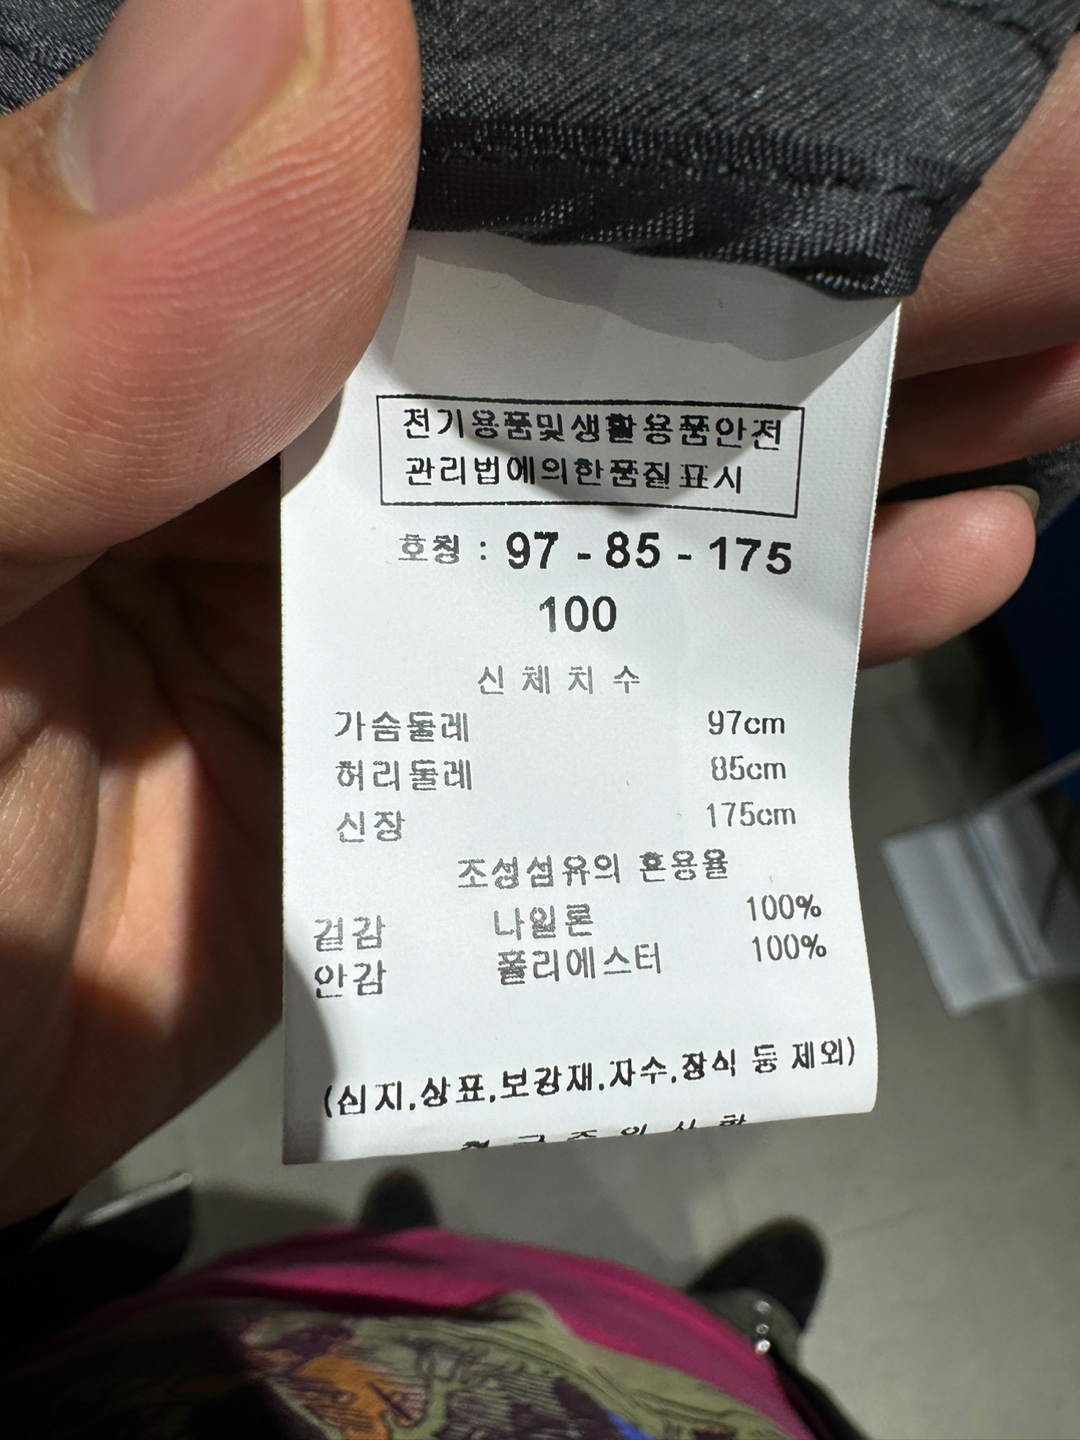 전기용품및생활용품안전
관리법에의한품질표시
호칭 : 97 - 85 - 175
100
신체치수
가슴둘레 97cm
허리둘레 85cm
신장 175cm
조성섬유의 혼용율
겉감 나일론 100%
안감 폴리에스터 100%
(심지,상표,보강재,자수,장식 등 제외)